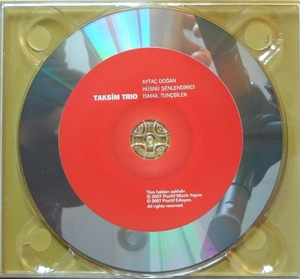 AYTAÇ DOĞAN
HÜSNÜ ŞENLENDİRİCİ
TAKSİM TRIO İSMAİL TUNÇBİLEK
Tüm hakları saklıdır.
℗ 2007 Pozitif Müzik Yapım.
© 2007 Pozitif Edisyon.
All rights reserved.